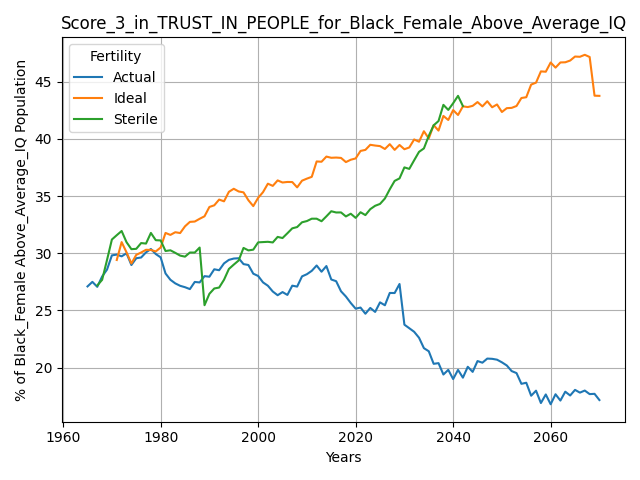 Score_3_in_TRUST_IN_PEOPLE_for_Black_Female_Above_Average_IQ
Fertility
Actual
Ideal
Sterile
% of Black_Female Above_Average_IQ Population
45
40
35
30
25
20
1960
1980
2000
2020
2040
2060
Years